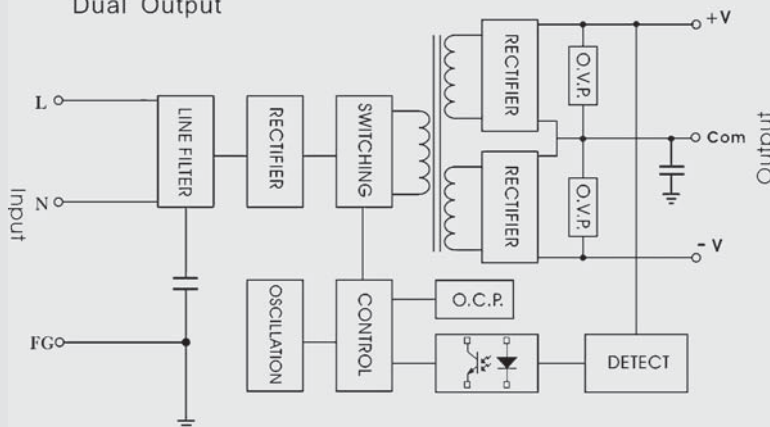 Dual Output
Input
L
N
FG
LINE FILTER
RECTIFIER
SWITCHING
RECTIFIER
RECTIFIER
O.V.P.
O.V.P.
+V
Com
- V
Output
OSCILLATION
CONTROL
O.C.P.
DETECT